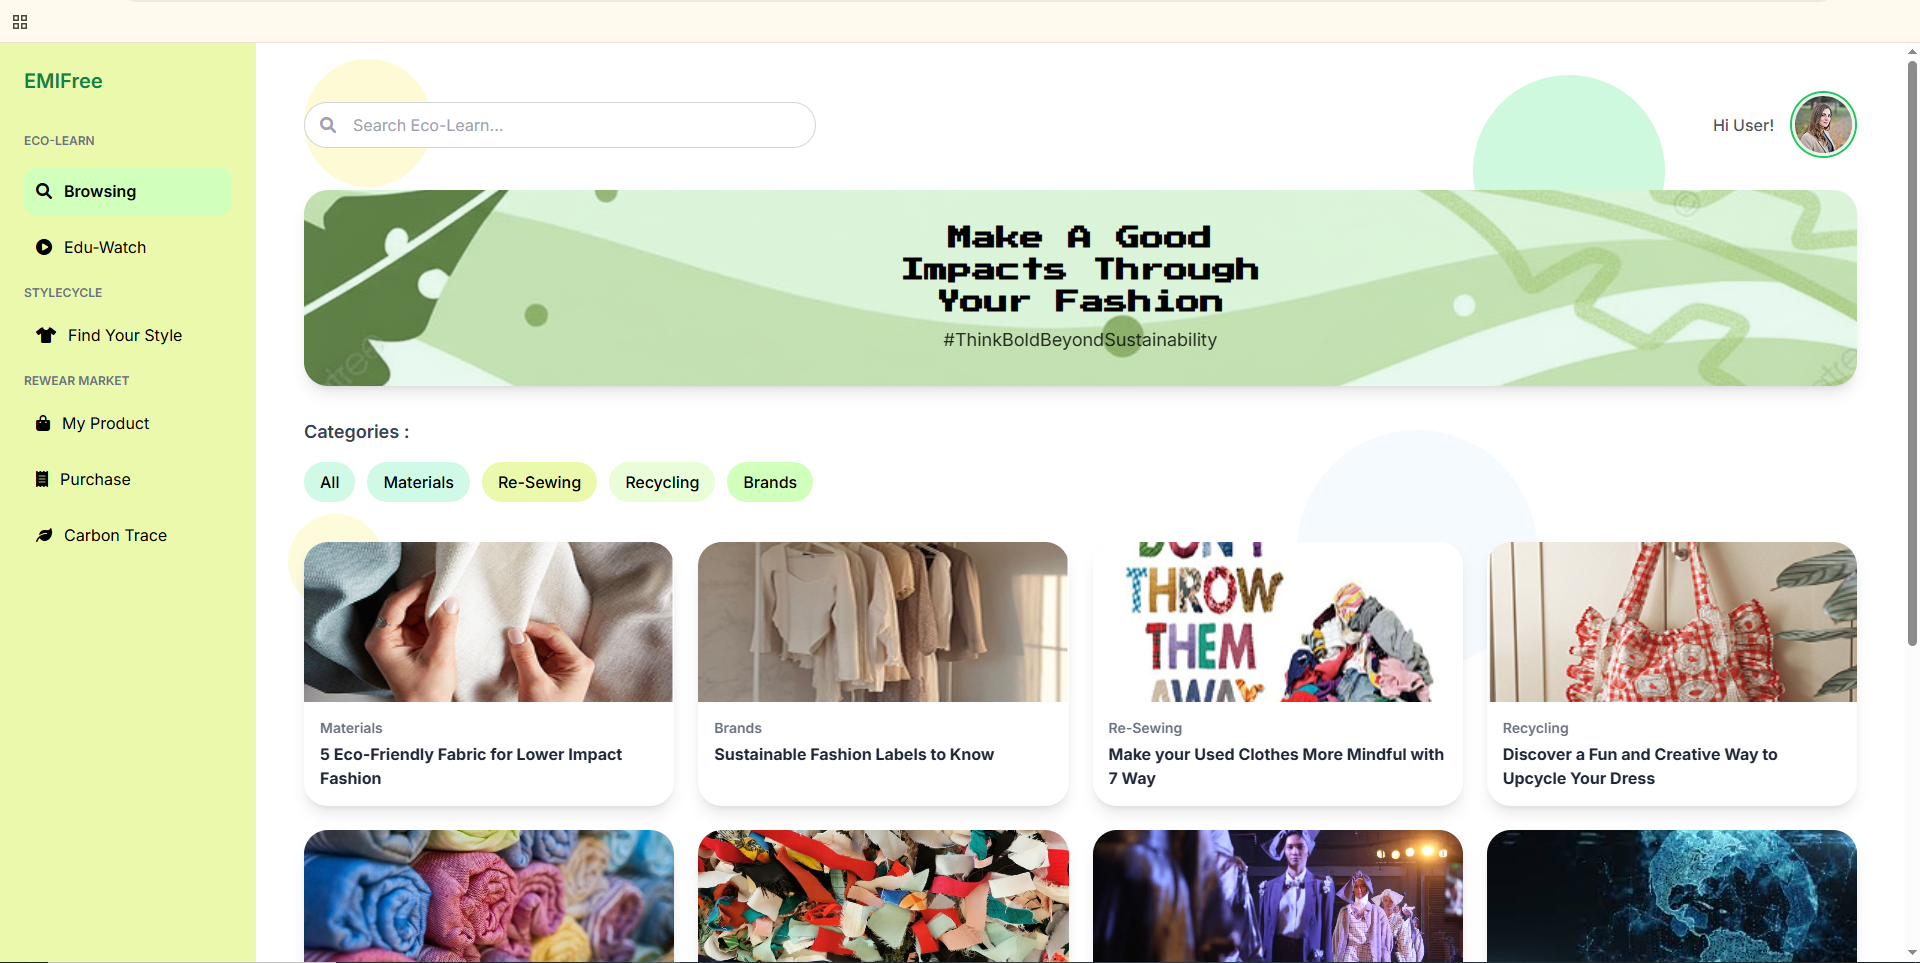 EMIFree
ECO-LEARN
Browsing
Edu-Watch
STYLECYCLE
Find Your Style
REWEAR MARKET
My Product
Purchase
Carbon Trace
Search Eco-Learn...
Hi User!
Make A Good
Impacts Through
Your Fashion
#ThinkBoldBeyondSustainability
Categories :
All
Materials
Re-Sewing
Recycling
Brands
Materials
5 Eco-Friendly Fabric for Lower Impact
Fashion
Brands
Sustainable Fashion Labels to Know
DON'T
THROW
THEM
AWAY
Re-Sewing
Make your Used Clothes More Mindful with
7 Way
Recycling
Discover a Fun and Creative Way to
Upcycle Your Dress